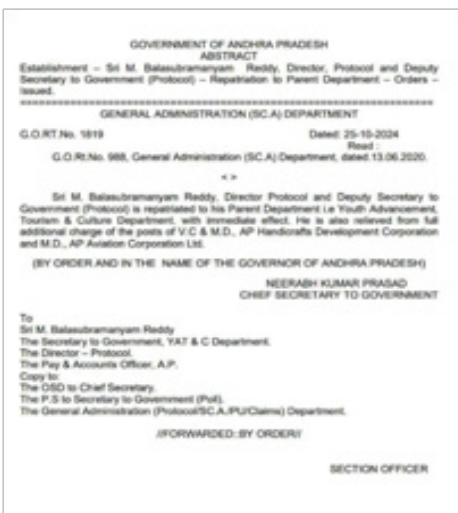 GOVERNMENT OF ANDHRA PRADESH
ABSTRACT
Establishment – Sri M. Balasubramanyam Reddy, Director, Protocol and Deputy
Secretary to Government (Protocol) – Repatriation to Parent Department – Orders –
Issued.
GENERAL ADMINISTRATION (SC.A) DEPARTMENT
G.O.RT.No. 1819 Dated: 25-10-2024
Read :
G.O.Rt.No. 988, General Administration (SC.A) Department, dated:13.06.2020.
< >
Sri M. Balasubramanyam Reddy, Director Protocol and Deputy Secretary to
Government (Protocol) is repatriated to his Parent Department i.e Youth Advancement,
Tourism & Culture Department, with immediate effect. He is also relieved from full
additional charge of the posts of V.C & M.D., AP Handicrafts Development Corporation
and M.D., AP Aviation Corporation Ltd.
(BY ORDER AND IN THE NAME OF THE GOVERNOR OF ANDHRA PRADESH)
NEERABH KUMAR PRASAD
CHIEF SECRETARY TO GOVERNMENT
To
Sri M. Balasubramanyam Reddy
The Secretary to Government, YAT & C Department.
The Director – Protocol.
The Pay & Accounts Officer, A.P.
Copy to:
The OSD to Chief Secretary.
The P.S to Secretary to Government (Poll).
The General Administration (Protocol/SC.A./PU/Claims) Department.
//FORWARDED::BY ORDER//
SECTION OFFICER